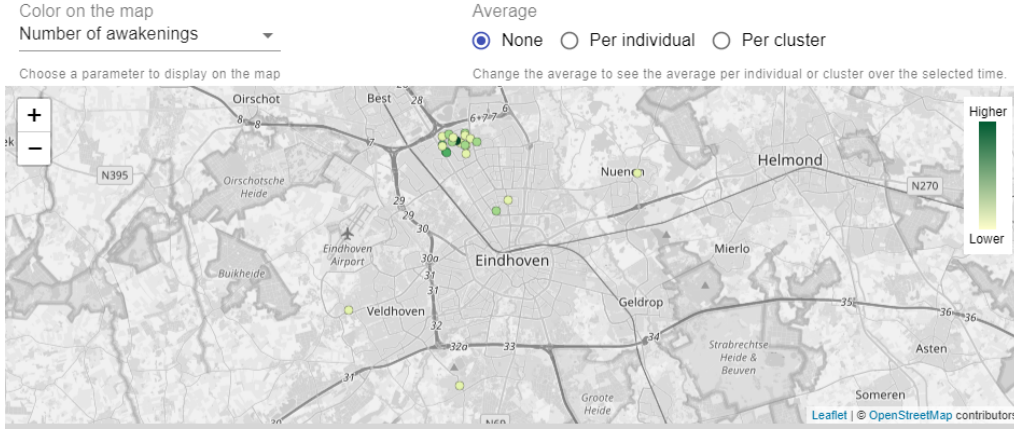 Color on the map
Average
Number of awakenings
None
Per individual
Per cluster
Choose a parameter to display on the map
Change the average to see the average per individual or cluster over the selected time.
+
−
Oirschot
Best
28
6
8
8
6+7 7
7
Higher
Lower
N395
Oirschotsche
Heide
Nuenen
Helmond
N270
29
29
30
Eindhoven
Airport
30a
Eindhoven
Mierlo
Buikheide
31
31
Geldrop
Veldhoven
32
35
36
36
34
32a
33
Strabrechtse
Heide &
Beuven
Asten
31
Groote
Heide
Someren
N69
Leaflet | © OpenStreetMap contributors